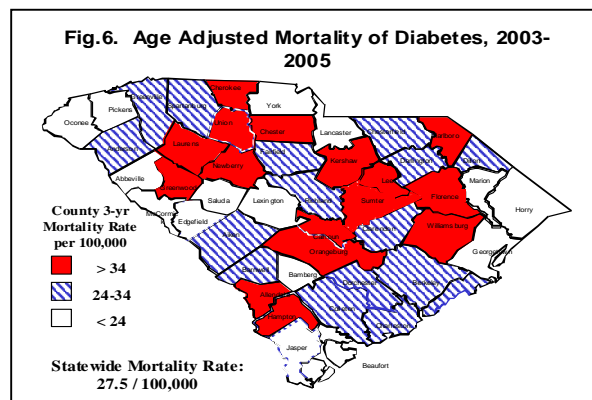 Fig.6. Age Adjusted Mortality of Diabetes, 2003-
2005
Cherokee
Greenville
Spartanburg
York
Pickens
Oconee
Union
Chester
Lancaster
Chesterfield
Marlboro
Anderson
Laurens
Fairfield
Kershaw
Darlington
Dillon
Newberry
Lee
Marion
Abbeville
Greenwood
Florence
Horry
Saluda
Lexington
Richland
Sumter
McCormic
Edgefield
Calhoun
Clarendon
Williamsburg
Aiken
Orangeburg
Georgetown
Barnwell
Bamberg
Dorchester
Berkeley
Allendale
Colleton
Charleston
Hampton
Jasper
Beaufort
County 3-yr
Mortality Rate
per 100,000
> 34
24-34
< 24
Statewide Mortality Rate:
27.5 / 100,000